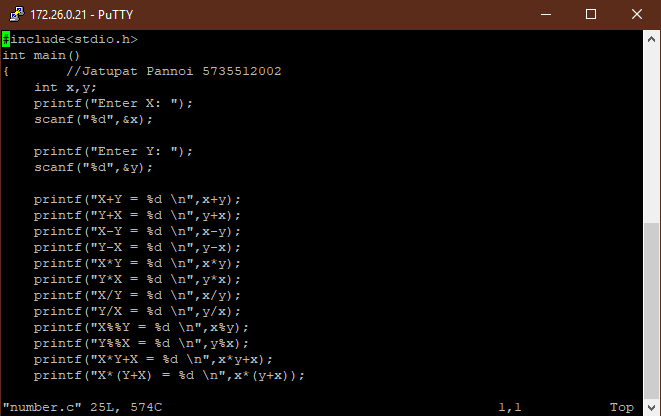 172.26.0.21 - PuTTY
#include<stdio.h>
int main()
{       //Jatupat Pannoi 5735512002
    int x,y;
    printf("Enter X: ");
    scanf("%d",&x);

    printf("Enter Y: ");
    scanf("%d",&y);

    printf("X+Y = %d \n",x+y);
    printf("Y+X = %d \n",y+x);
    printf("X-Y = %d \n",x-y);
    printf("Y-X = %d \n",y-x);
    printf("X*Y = %d \n",x*y);
    printf("Y*X = %d \n",y*x);
    printf("X/Y = %d \n",x/y);
    printf("Y/X = %d \n",y/x);
    printf("X%%Y = %d \n",x%y);
    printf("Y%%X = %d \n",y%x);
    printf("X*Y+X = %d \n",x*y+x);
    printf("X*(Y+X) = %d \n",x*(y+x));

"number.c" 25L, 574C                                          1,1           Top